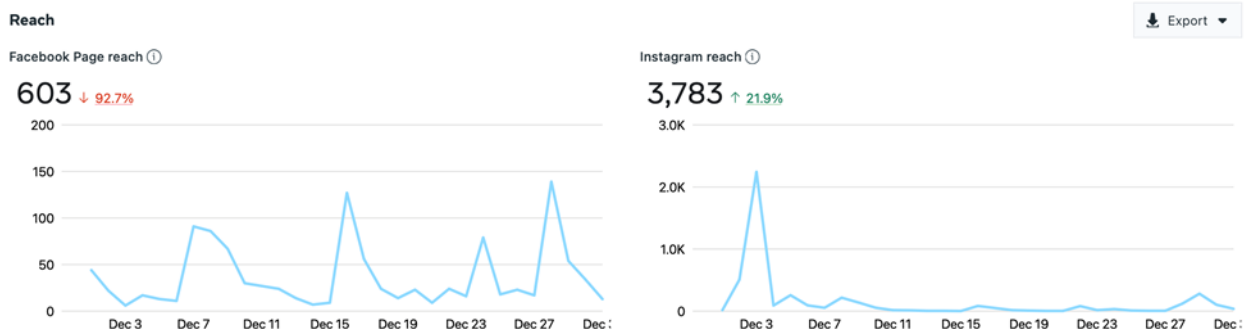 Reach
Export
Facebook Page reach
603 ↓ 92.7%
200
150
100
50
0
Dec 3 Dec 7 Dec 11 Dec 15 Dec 19 Dec 23 Dec 27 Dec
Instagram reach
3,783 ↑ 21.9%
3.0K
2.0K
1.0K
0
Dec 3 Dec 7 Dec 11 Dec 15 Dec 19 Dec 23 Dec 27 Dec